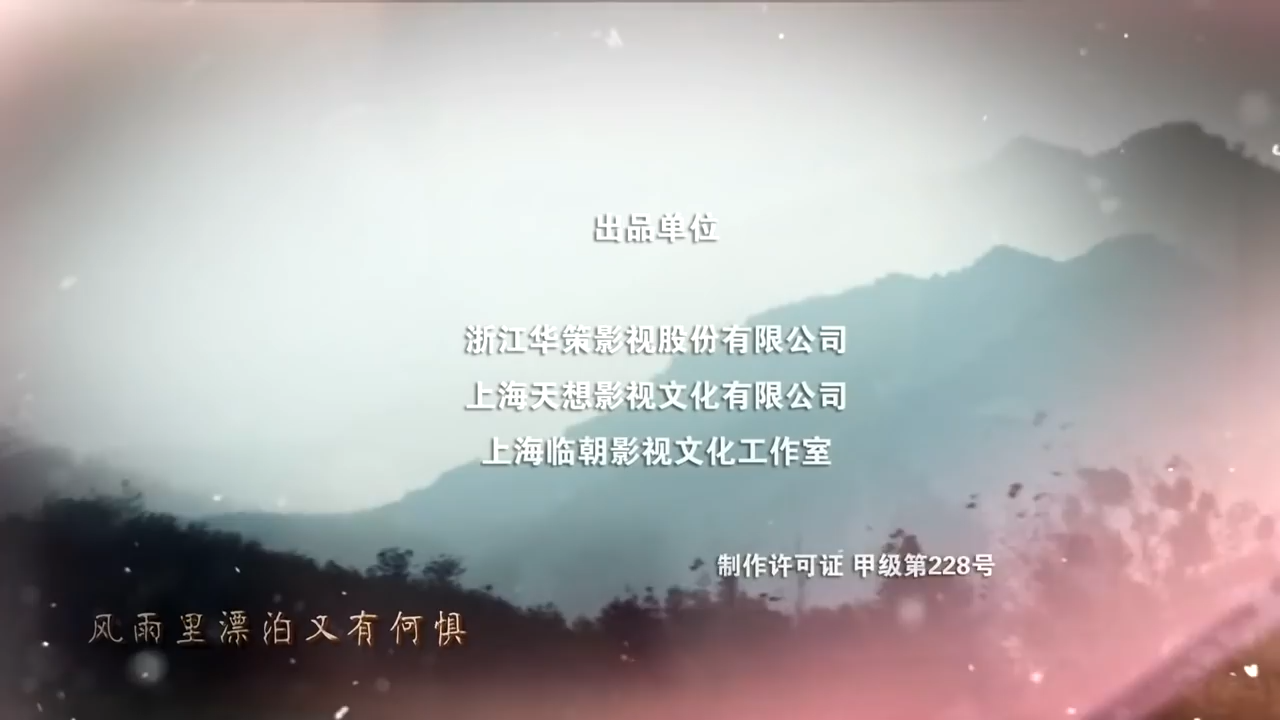 出品单位
浙江华策影视股份有限公司
上海天想影视文化有限公司
上海临朝影视文化工作室
制作许可证 甲级第228号
风雨里漂泊又有何惧